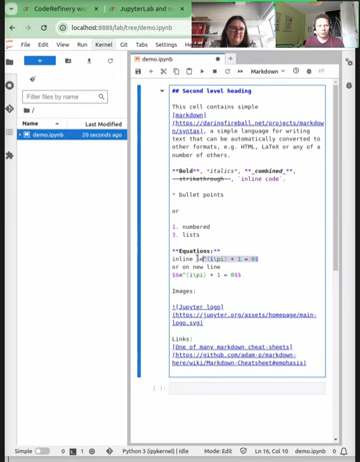 CodeRefinery w
JupyterLab and n
localhost:8888/lab/tree/demo.ipynb
File Edit View Run Kernel Git Tabs Settings
demo.ipynb
Markdown
Filter files by name
/
Name Last Modified
demo.ipynb 20 seconds ago
## Second level heading
This cell contains simple
[markdown]
(https://daringfireball.net/projects/markdow
n/syntax), a simple language for writing
text that can be automatically converted to
other formats, e.g. HTML, LaTeX or any of a
number of others.
**Bold**, *italics*, **_combined_**,
~~strikethrough~~, `inline code`.
* bullet points
or
1. numbered
3. lists
**Equations:**
inline $e^{i\pi} + 1 = 0$
or on new line
$$e^{i\pi} + 1 = 0$$
Images:
![Jupyter logo]
(https://jupyter.org/assets/homepage/main-
logo.svg)
Links:
[One of many markdown cheat-sheets]
(https://github.com/adam-p/markdown-
here/wiki/Markdown-Cheatsheet#emphasis)
[ ]:
Simple 0 1 Python 3 (ipykernel) | Idle Mode: Edit Ln 16, Col 10 demo.ipynb 0